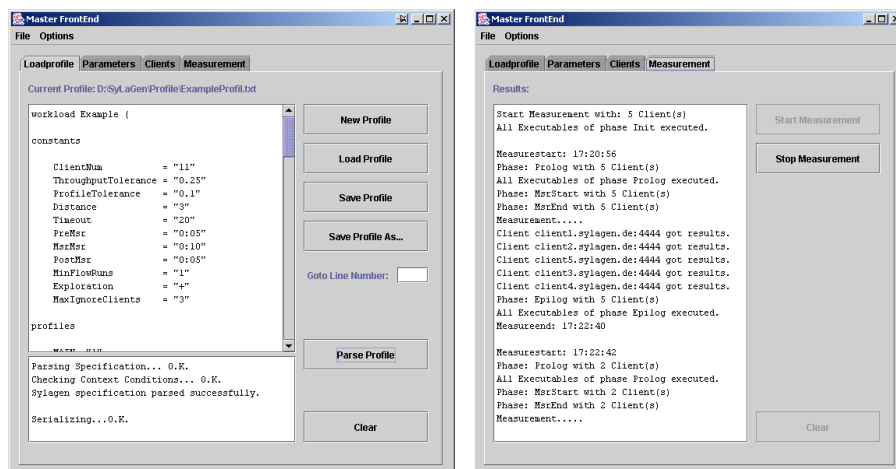 Master FrontEnd
File Options
Loadprofile Parameters Clients Measurement
Current Profile: D:\SyLaGen\Profile\ExampleProfil.txt
workload Example {
constants
ClientNum = "11"
ThroughputTolerance = "0.25"
ProfileTolerance = "0.1"
Distance = "3"
Timeout = "20"
PreMsr = "0:05"
MsrMsr = "0:10"
PostMsr = "0:05"
MinFlowRuns = "1"
Exploration = "+"
MaxIgnoreClients = "3"
profiles
New Profile
Load Profile
Save Profile
Save Profile As...
Goto Line Number:
Parse Profile
Parsing Specification... O.K.
Checking Context Conditions... O.K.
Sylagen specification parsed successfully.
Serializing...O.K.
Clear
Master FrontEnd
File Options
Loadprofile Parameters Clients Measurement
Results:
Start Measurement with: 5 Client(s)
All Executables of phase Init executed.
Measurestart: 17:20:56
Phase: Prolog with 5 Client(s)
All Executables of phase Prolog executed.
Phase: MsrStart with 5 Client(s)
Phase: MsrEnd with 5 Client(s)
Measurement.....
Client client1.sylagen.de:4444 got results.
Client client2.sylagen.de:4444 got results.
Client client5.sylagen.de:4444 got results.
Client client3.sylagen.de:4444 got results.
Client client4.sylagen.de:4444 got results.
Phase: Epilog with 5 Client(s)
All Executables of phase Epilog executed.
Measureend: 17:22:40
Measurestart: 17:22:42
Phase: Prolog with 2 Client(s)
All Executables of phase Prolog executed.
Phase: MsrStart with 2 Client(s)
Phase: MsrEnd with 2 Client(s)
Measurement.....
Start Measurement
Stop Measurement
Clear